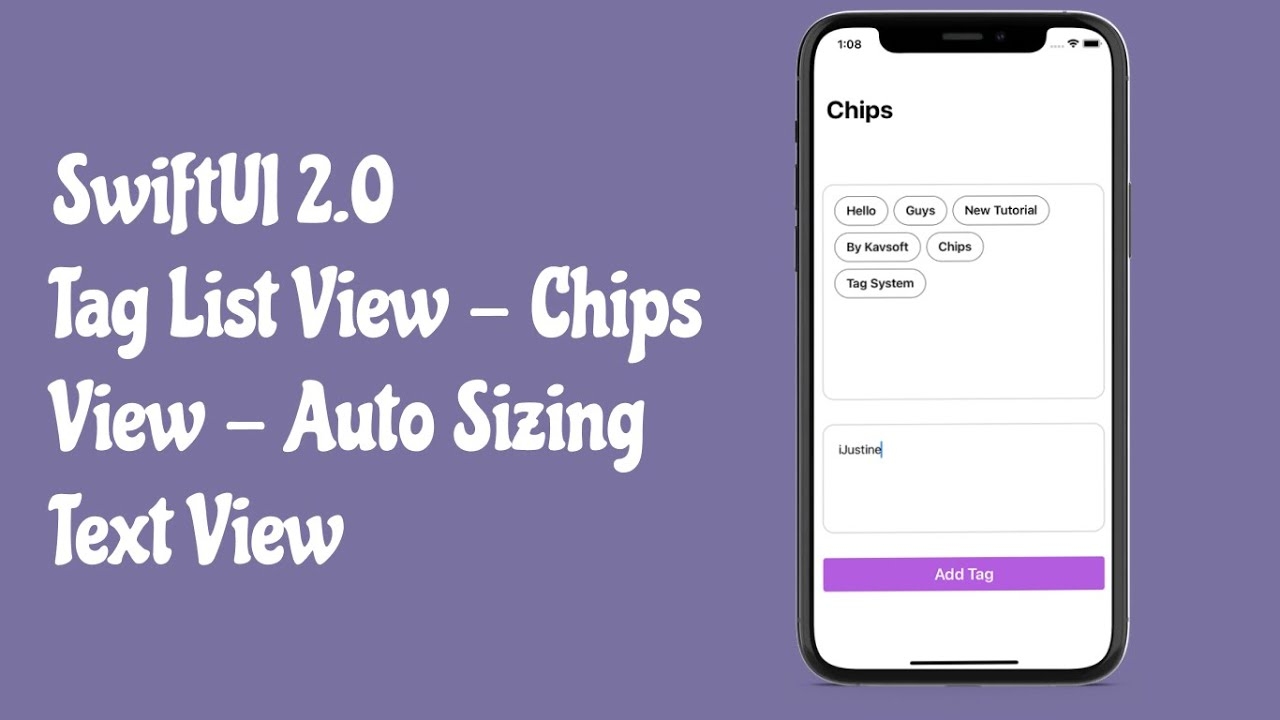 SwiftUI 2.0
Tag List View - Chips
View - Auto Sizing
Text View
1:08
Chips
Hello Guys New Tutorial
By Kavsoft Chips
Tag System
iJustine
Add Tag